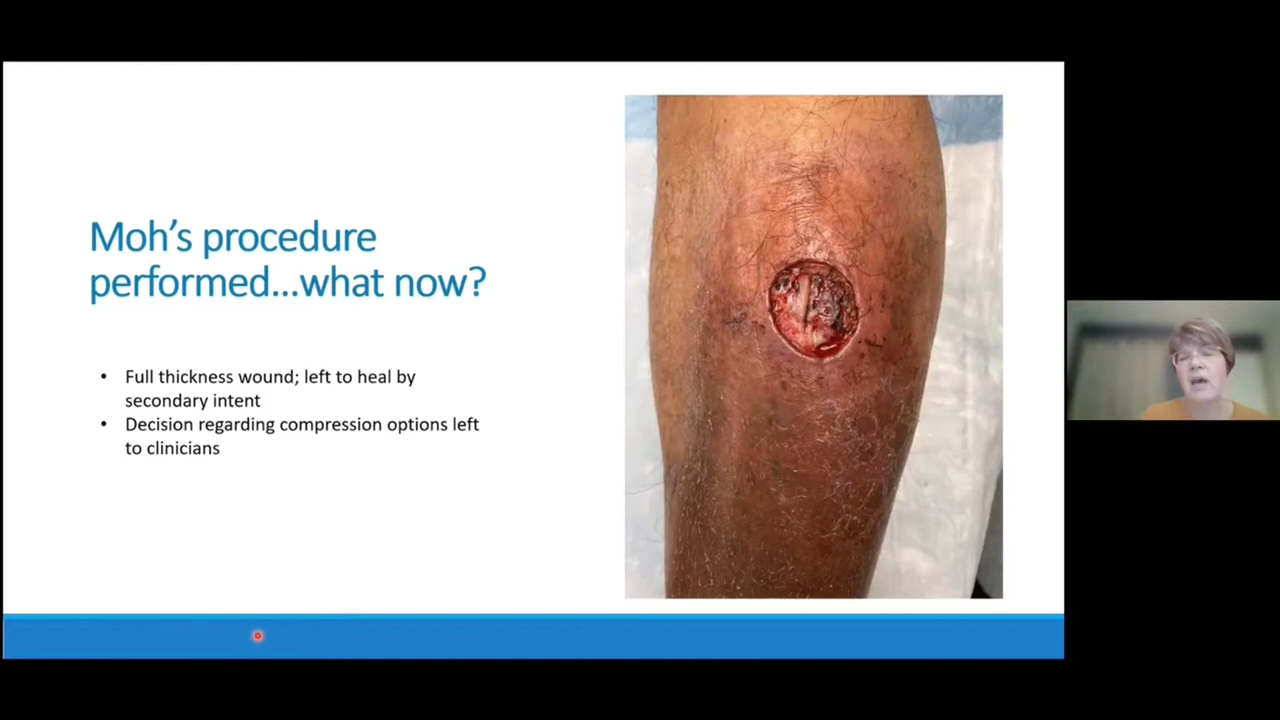 Moh’s procedure
performed...what now?
• Full thickness wound; left to heal by
secondary intent
• Decision regarding compression options left
to clinicians